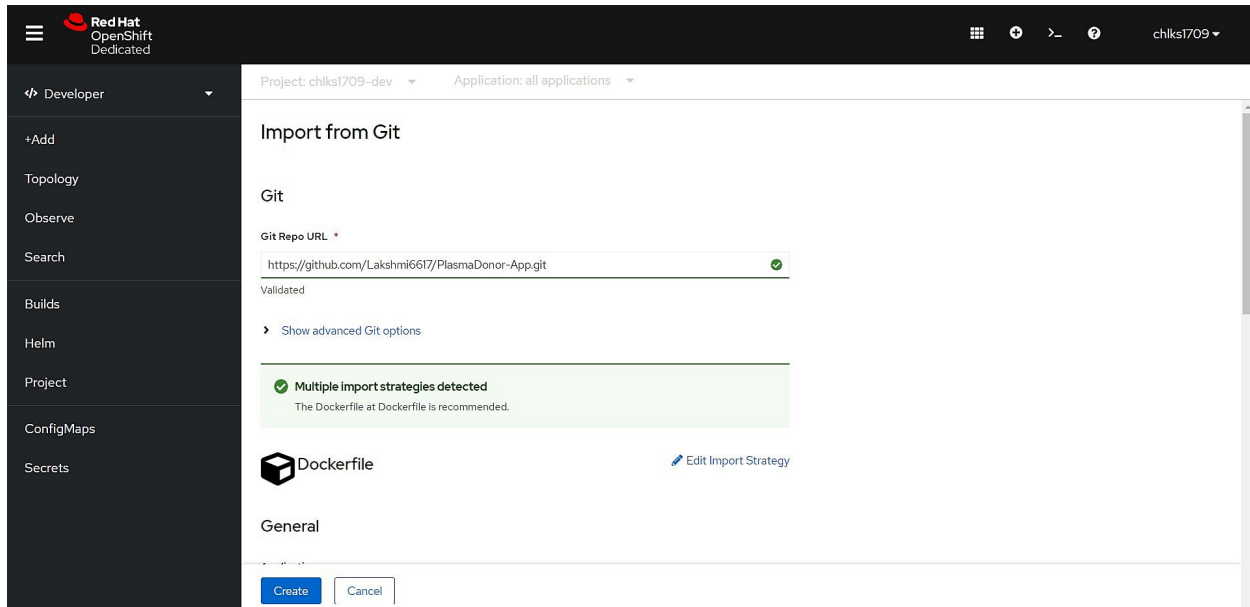 Red Hat
OpenShift
Dedicated
chlks1709
Developer
Project: chlks1709-dev
Application: all applications
+Add
Topology
Observe
Search
Builds
Helm
Project
ConfigMaps
Secrets
Import from Git
Git
Git Repo URL *
https://github.com/Lakshmi6617/PlasmaDonor-App.git
Validated
Show advanced Git options
Multiple import strategies detected
The Dockerfile at Dockerfile is recommended.
Dockerfile
Edit Import Strategy
General
Create
Cancel